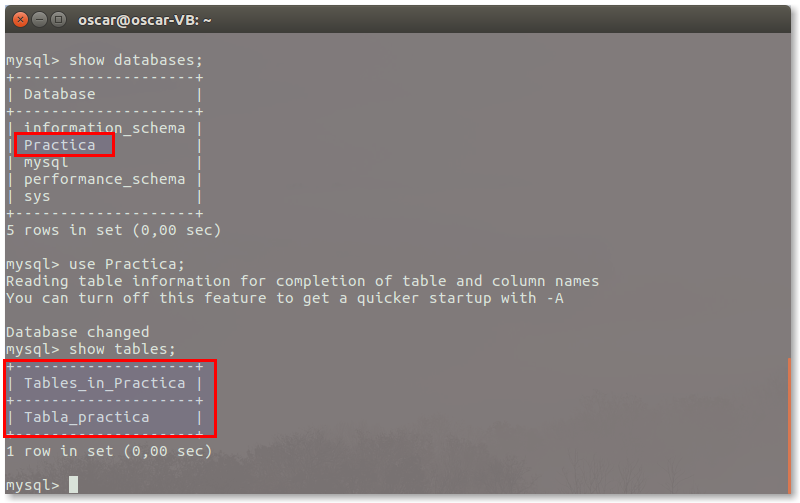 oscar@oscar-VB: ~
mysql> show databases;
+--------------------+
| Database           |
+--------------------+
| information_schema |
| Practica           |
| mysql              |
| performance_schema |
| sys                |
+--------------------+
5 rows in set (0,00 sec)
mysql> use Practica;
Reading table information for completion of table and column names
You can turn off this feature to get a quicker startup with -A
Database changed
mysql> show tables;
+--------------------+
| Tables_in_Practica |
+--------------------+
| Tabla_practica     |
+--------------------+
1 row in set (0,00 sec)
mysql>